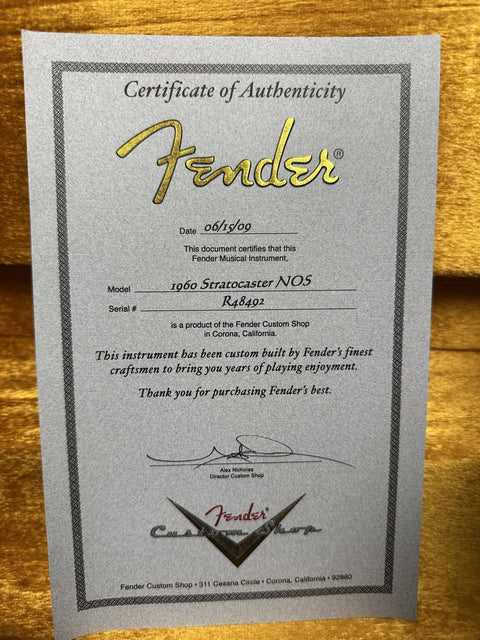 Certificate of Authenticity
Fender®
Date 06/15/09
This document certifies that this
Fender Musical Instrument,
Model 1960 Stratocaster NOS
Serial # R48492
is a product of the Fender Custom Shop
in Corona, California.
This instrument has been custom built by Fender's finest
craftsmen to bring you years of playing enjoyment.
Thank you for purchasing Fender's best.
Alex Nicholas
Director Custom Shop
Fender®
Custom Shop
Fender Custom Shop • 311 Cessna Circle • Corona, California • 92880